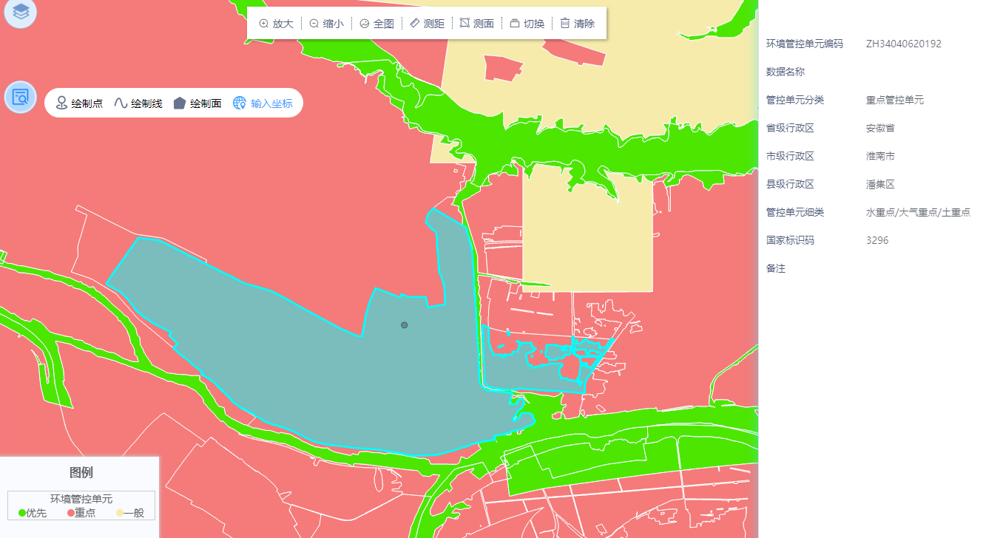 放大 缩小 全图 测距 测面 切换 清除
绘制点 绘制线 绘制面 输入坐标
环境管控单元编码 ZH34040620192
数据名称
管控单元分类 重点管控单元
省级行政区 安徽省
市级行政区 淮南市
县级行政区 潘集区
管控单元细类 水重点/大气重点/土重点
国家标识码 3296
备注
图例
环境管控单元
优先 重点 一般